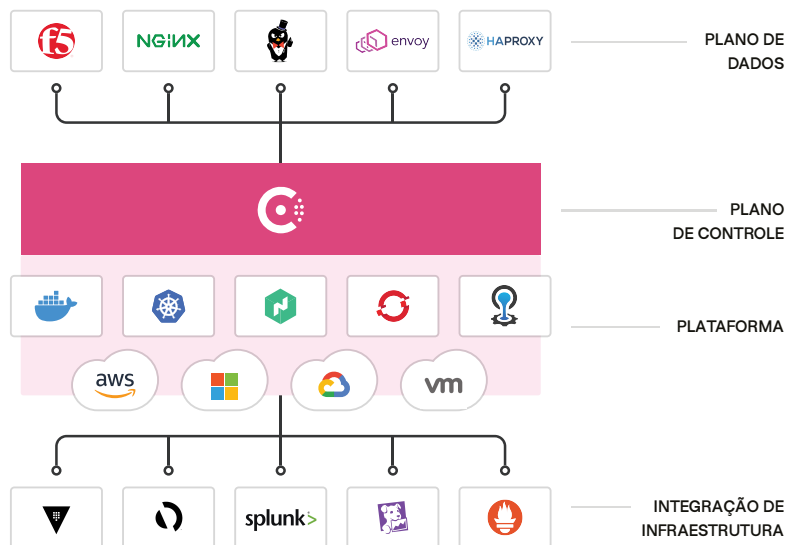 f5
NGINX
envoy
HAPROXY
PLANO DE
DADOS
PLANO
DE CONTROLE
PLATAFORMA
aws
vm
splunk>
INTEGRAÇÃO DE
INFRAESTRUTURA